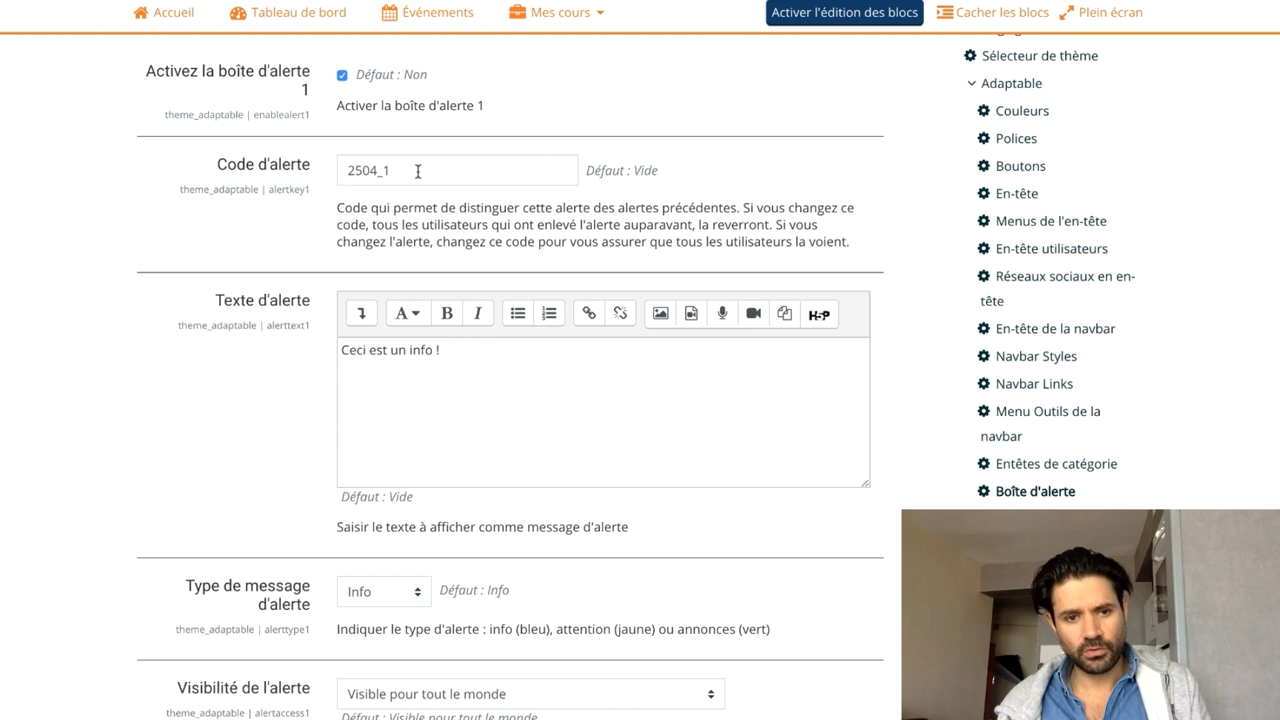 Accueil
Tableau de bord
Événements
Mes cours
Activer l'édition des blocs
Cacher les blocs
Plein écran
Activez la boîte d'alerte
1
theme_adaptable | enablealert1
Défaut : Non
Activer la boîte d'alerte 1
Code d'alerte
theme_adaptable | alertkey1
2504_1
Défaut : Vide
Code qui permet de distinguer cette alerte des alertes précédentes. Si vous changez ce
code, tous les utilisateurs qui ont enlevé l'alerte auparavant, la reverront. Si vous
changez l'alerte, changez ce code pour vous assurer que tous les utilisateurs la voient.
Texte d'alerte
theme_adaptable | alerttext1
A
B
I
H-P
Ceci est un info !
Défaut : Vide
Saisir le texte à afficher comme message d'alerte
Type de message
d'alerte
theme_adaptable | alerttype1
Info
Défaut : Info
Indiquer le type d'alerte : info (bleu), attention (jaune) ou annonces (vert)
Visibilité de l'alerte
theme_adaptable | alertaccess1
Visible pour tout le monde
Défaut : Visible pour tout le monde
Sélecteur de thème
Adaptable
Couleurs
Polices
Boutons
En-tête
Menus de l'en-tête
En-tête utilisateurs
Réseaux sociaux en en-
tête
En-tête de la navbar
Navbar Styles
Navbar Links
Menu Outils de la
navbar
Entêtes de catégorie
Boîte d'alerte